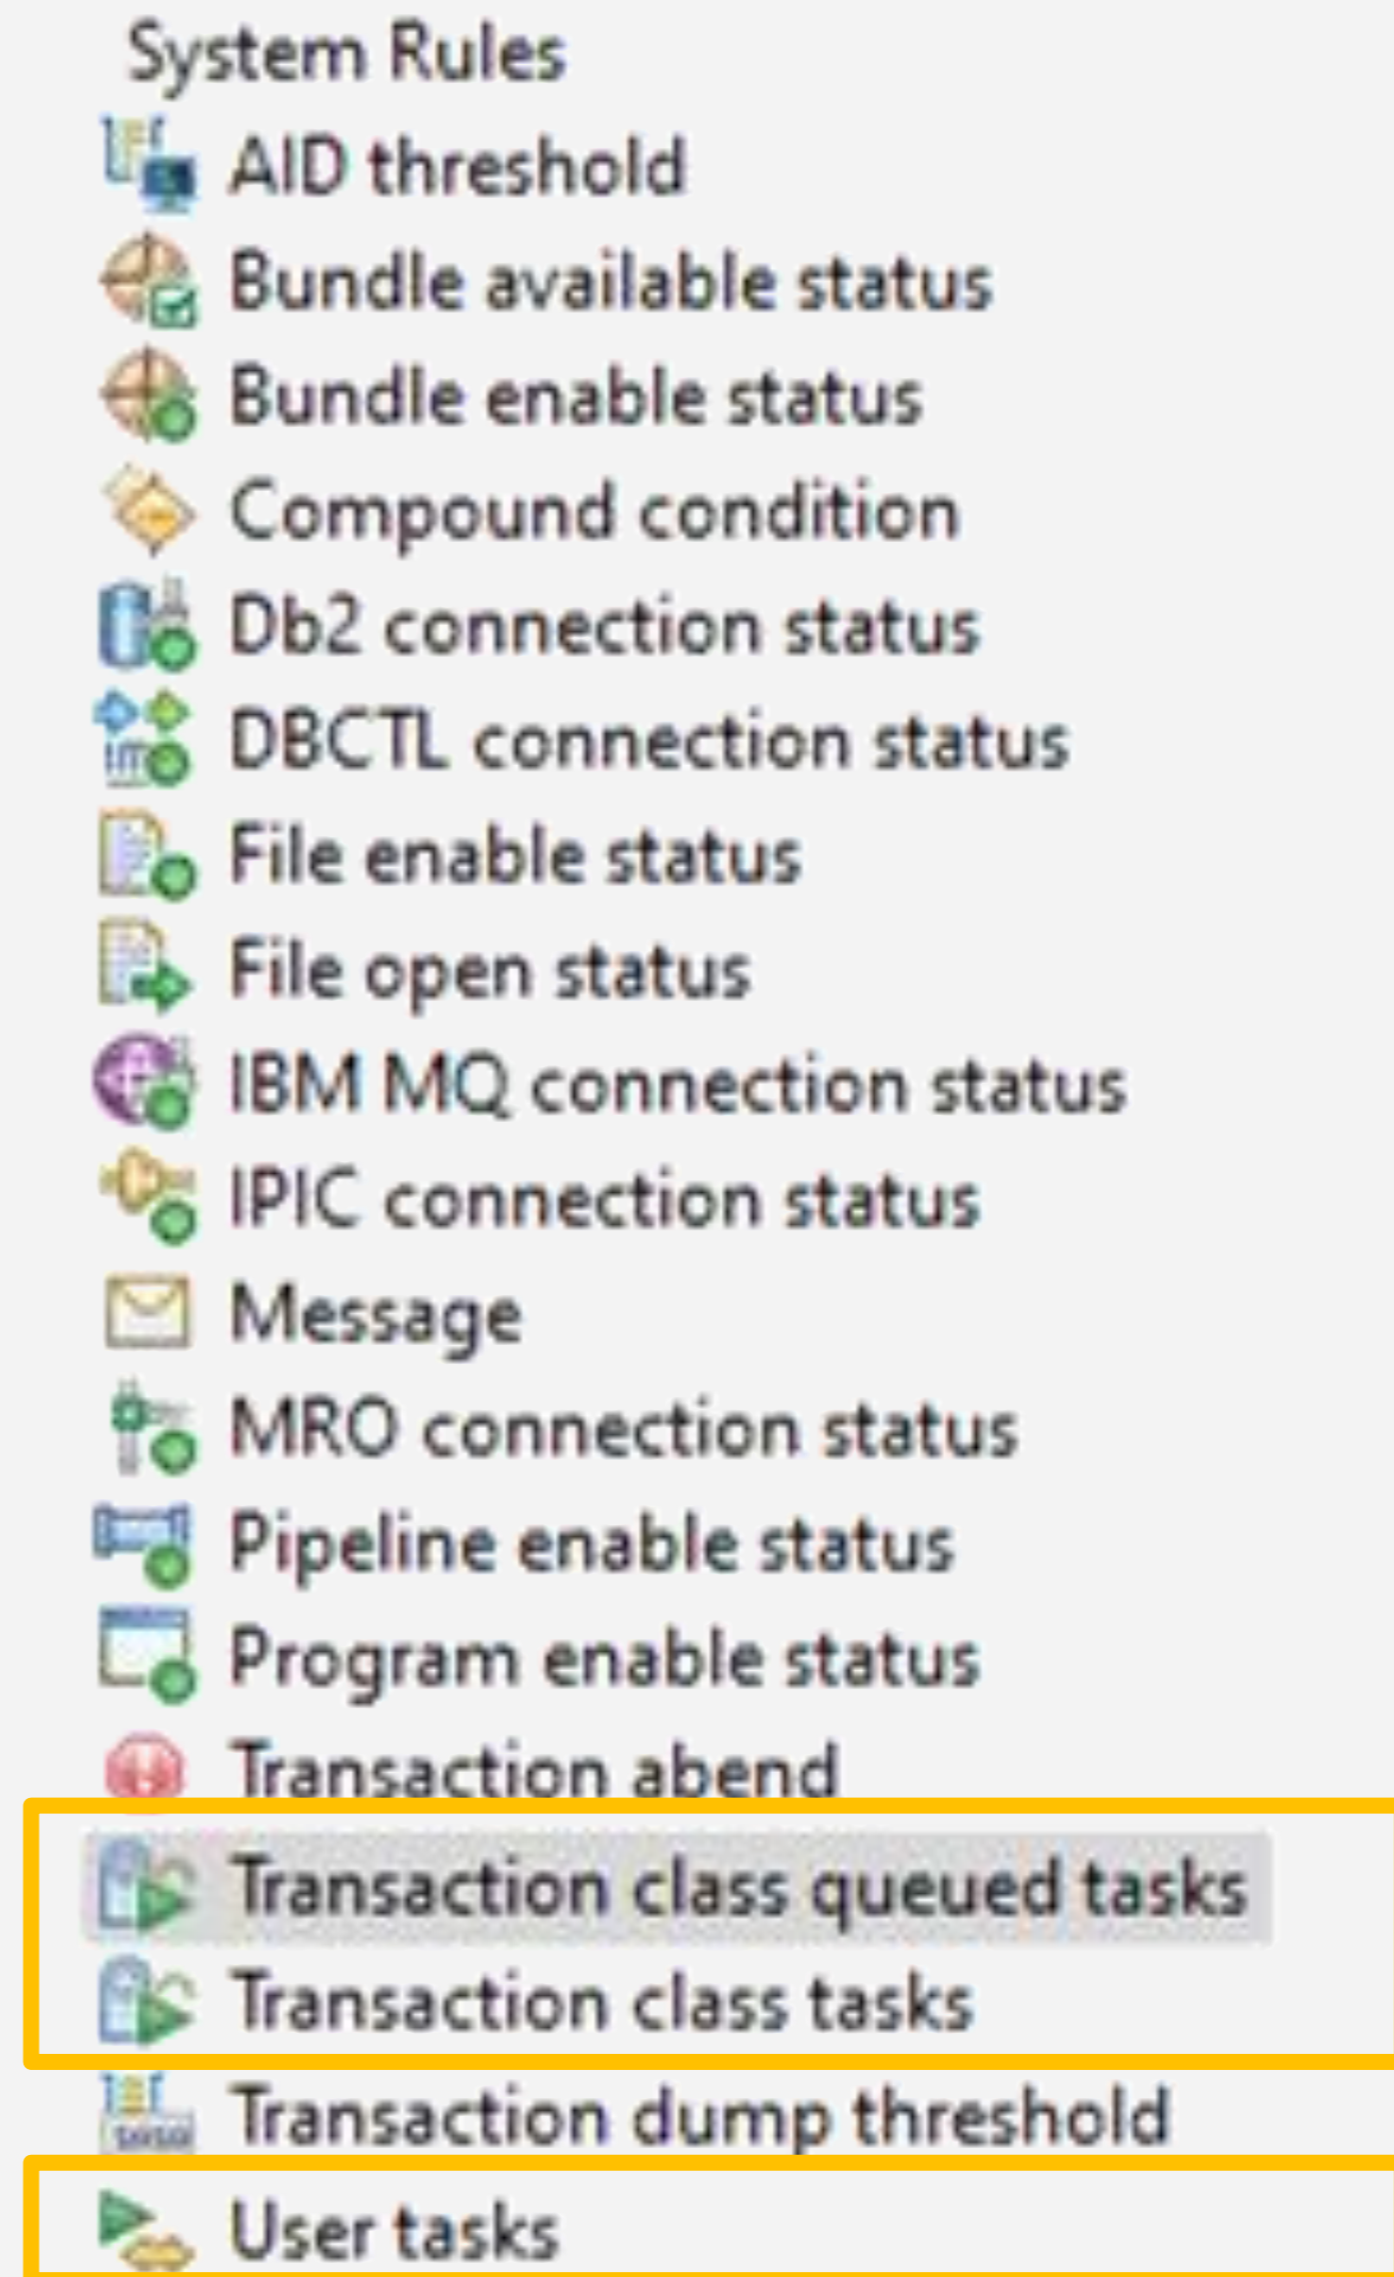 System Rules
AID threshold
Bundle available status
Bundle enable status
Compound condition
Db2 connection status
DBCTL connection status
File enable status
File open status
IBM MQ connection status
IPIC connection status
Message
MRO connection status
Pipeline enable status
Program enable status
Transaction abend
Transaction class queued tasks
Transaction class tasks
Transaction dump threshold
User tasks